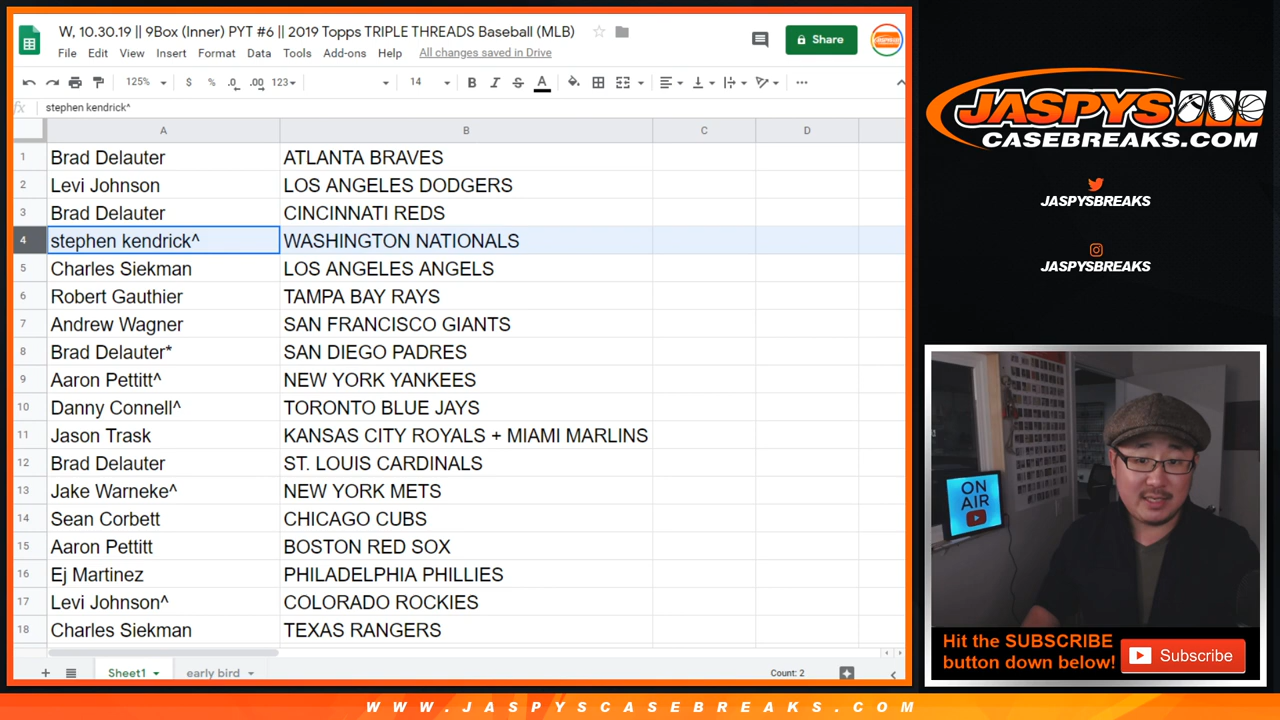 W, 10.30.19 || 9Box (Inner) PYT #6 || 2019 Topps TRIPLE THREADS Baseball (MLB)
File Edit View Insert Format Data Tools Add-ons Help All changes saved in Drive
Share
125% $ % .0 .00 123 14 B I S A
fx stephen kendrick^
A B C D
1 Brad Delauter ATLANTA BRAVES
2 Levi Johnson LOS ANGELES DODGERS
3 Brad Delauter CINCINNATI REDS
4 stephen kendrick^ WASHINGTON NATIONALS
5 Charles Siekman LOS ANGELES ANGELS
6 Robert Gauthier TAMPA BAY RAYS
7 Andrew Wagner SAN FRANCISCO GIANTS
8 Brad Delauter* SAN DIEGO PADRES
9 Aaron Pettitt^ NEW YORK YANKEES
10 Danny Connell^ TORONTO BLUE JAYS
11 Jason Trask KANSAS CITY ROYALS + MIAMI MARLINS
12 Brad Delauter ST. LOUIS CARDINALS
13 Jake Warneke^ NEW YORK METS
14 Sean Corbett CHICAGO CUBS
15 Aaron Pettitt BOSTON RED SOX
16 Ej Martinez PHILADELPHIA PHILLIES
17 Levi Johnson^ COLORADO ROCKIES
18 Charles Siekman TEXAS RANGERS
Sheet1 early bird Count: 2
JASPYS
CASEBREAKS.COM
JASPYSBREAKS
JASPYSBREAKS
ON
AIR
Hit the SUBSCRIBE
button down below!
Subscribe
WWW.JASPYSCASEBREAKS.COM